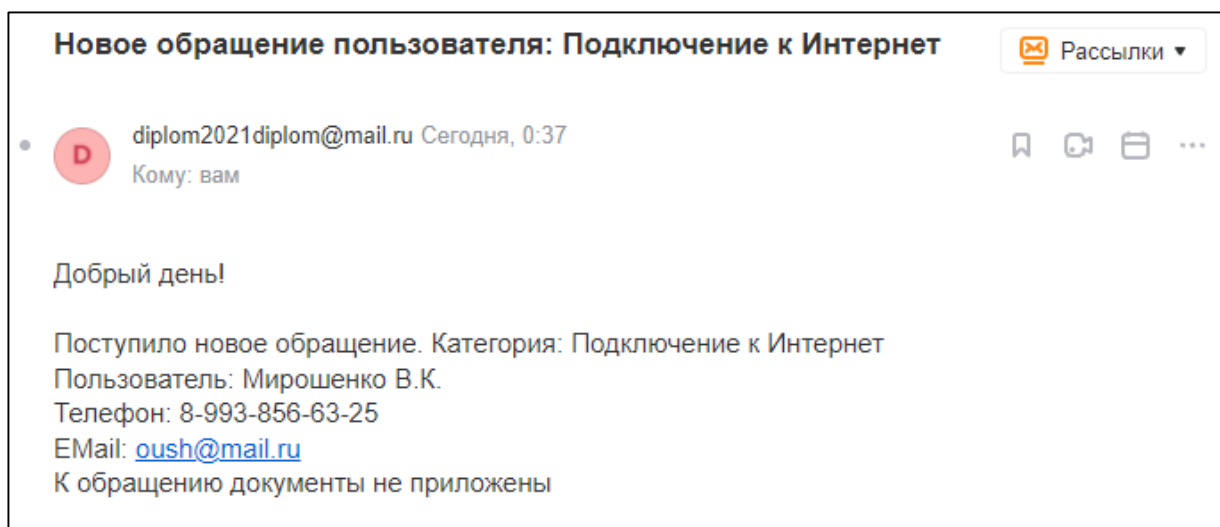 Новое обращение пользователя: Подключение к Интернет
Рассылки
D
diplom2021diplom@mail.ru Сегодня, 0:37
Кому: вам
Добрый день!
Поступило новое обращение. Категория: Подключение к Интернет
Пользователь: Мирошенко В.К.
Телефон: 8-993-856-63-25
EMail: oush@mail.ru
К обращению документы не приложены